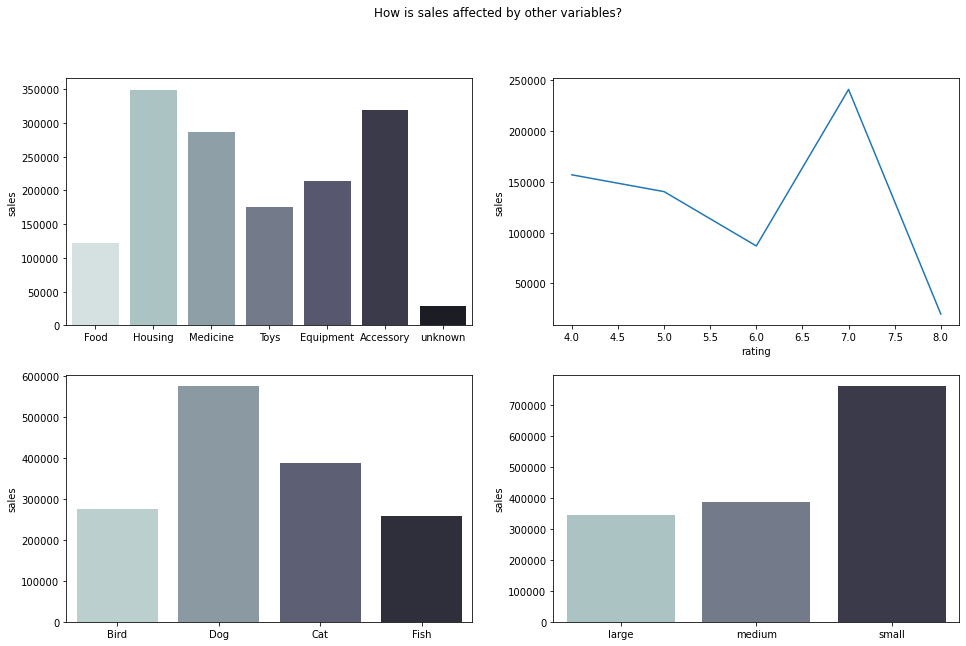 How is sales affected by other variables?
350000
300000
250000
200000
150000
100000
50000
0
sales
Food Housing Medicine Toys Equipment Accessory unknown
250000
200000
150000
100000
50000
sales
4.0 4.5 5.0 5.5 6.0 6.5 7.0 7.5 8.0
rating
600000
500000
400000
300000
200000
100000
0
sales
Bird Dog Cat Fish
700000
600000
500000
400000
300000
200000
100000
0
sales
large medium small